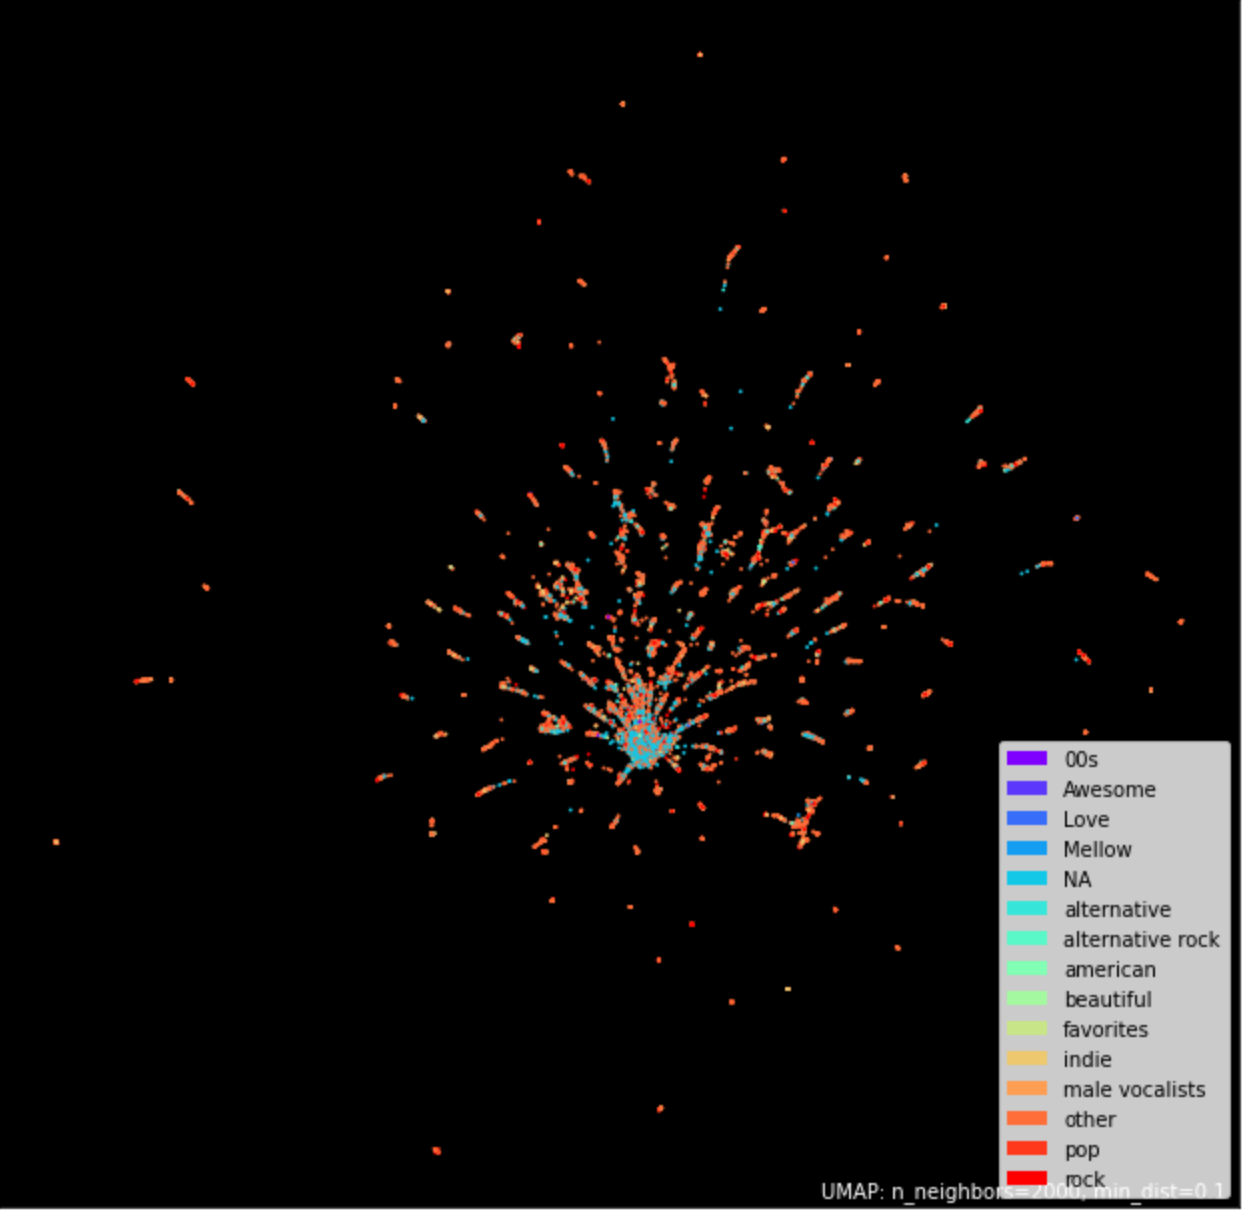 00s
Awesome
Love
Mellow
NA
alternative
alternative rock
american
beautiful
favorites
indie
male vocalists
other
pop
rock
UMAP: n_neighbors=2000, min_dist=0.1